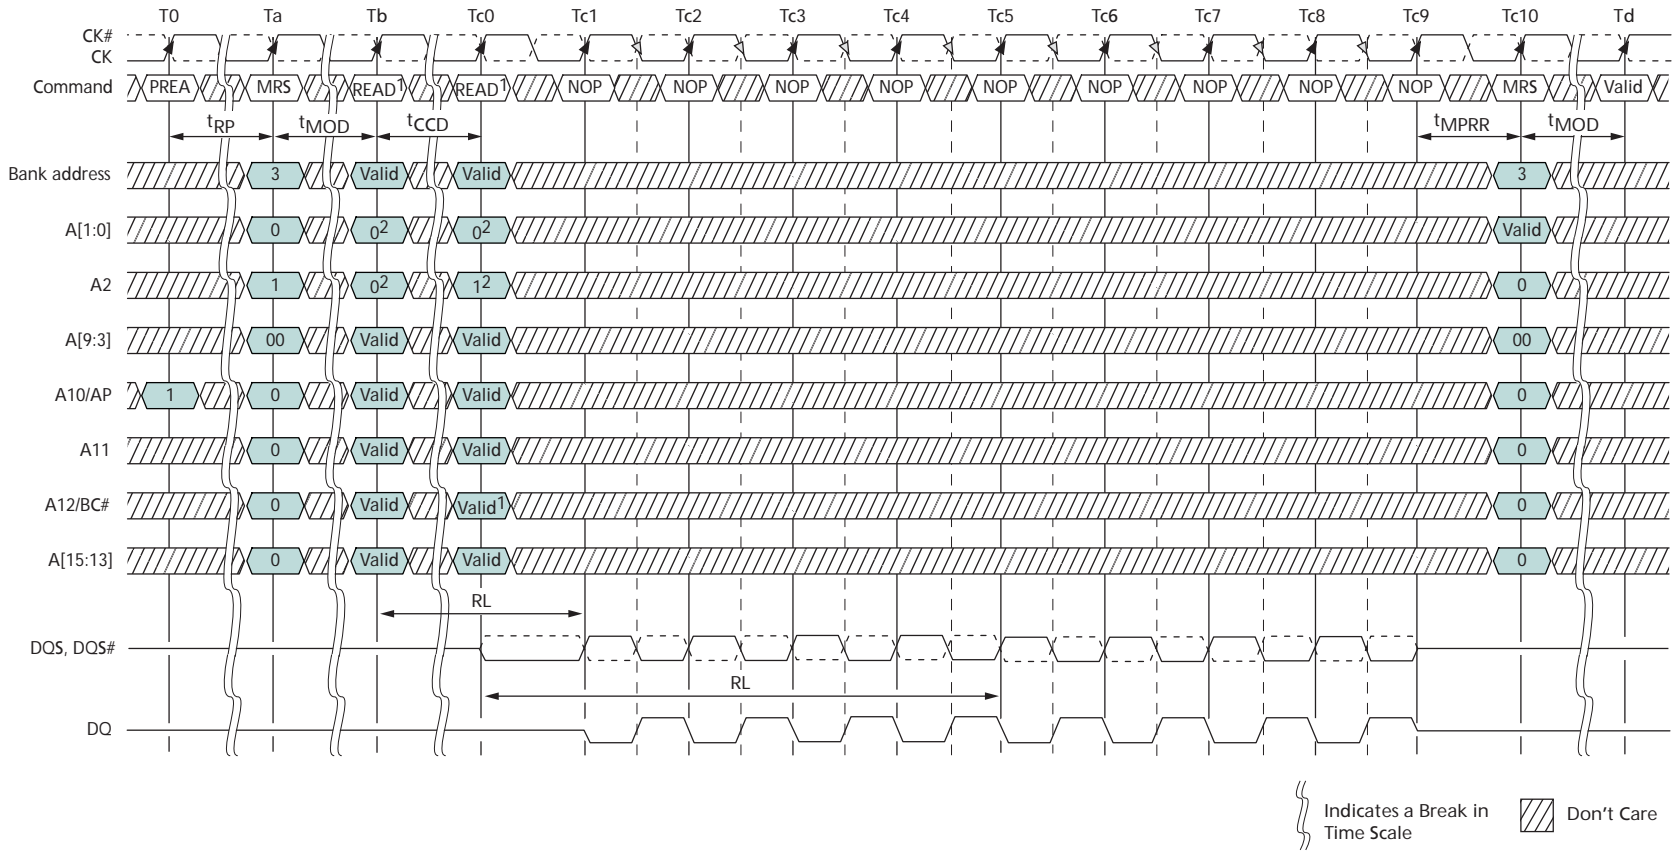 T0 Ta Tb Tc0 Tc1 Tc2 Tc3 Tc4 Tc5 Tc6 Tc7 Tc8 Tc9 Tc10 Td
CK#
CK
Command PREA MRS READ1 READ1 NOP NOP NOP NOP NOP NOP NOP NOP NOP MRS Valid
tRP tMOD tCCD tMPRR tMOD
Bank address 3 Valid Valid 3
A[1:0] 0 02 02 Valid
A2 1 02 12 0
A[9:3] 00 Valid Valid 00
A10/AP 1 0 Valid Valid 0
A11 0 Valid Valid 0
A12/BC# 0 Valid Valid1 0
A[15:13] 0 Valid Valid 0
RL
DQS, DQS#
RL
DQ
Indicates a Break in
Time Scale
Don't Care